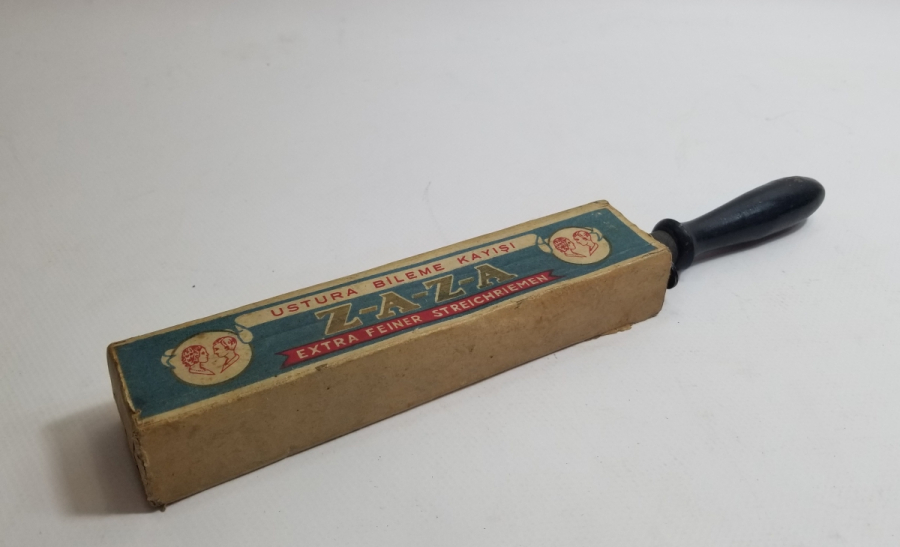 USTURA BİLEME KAYIŞI
Z-A-Z-A
EXTRA FEINER STREICHRIEMEN